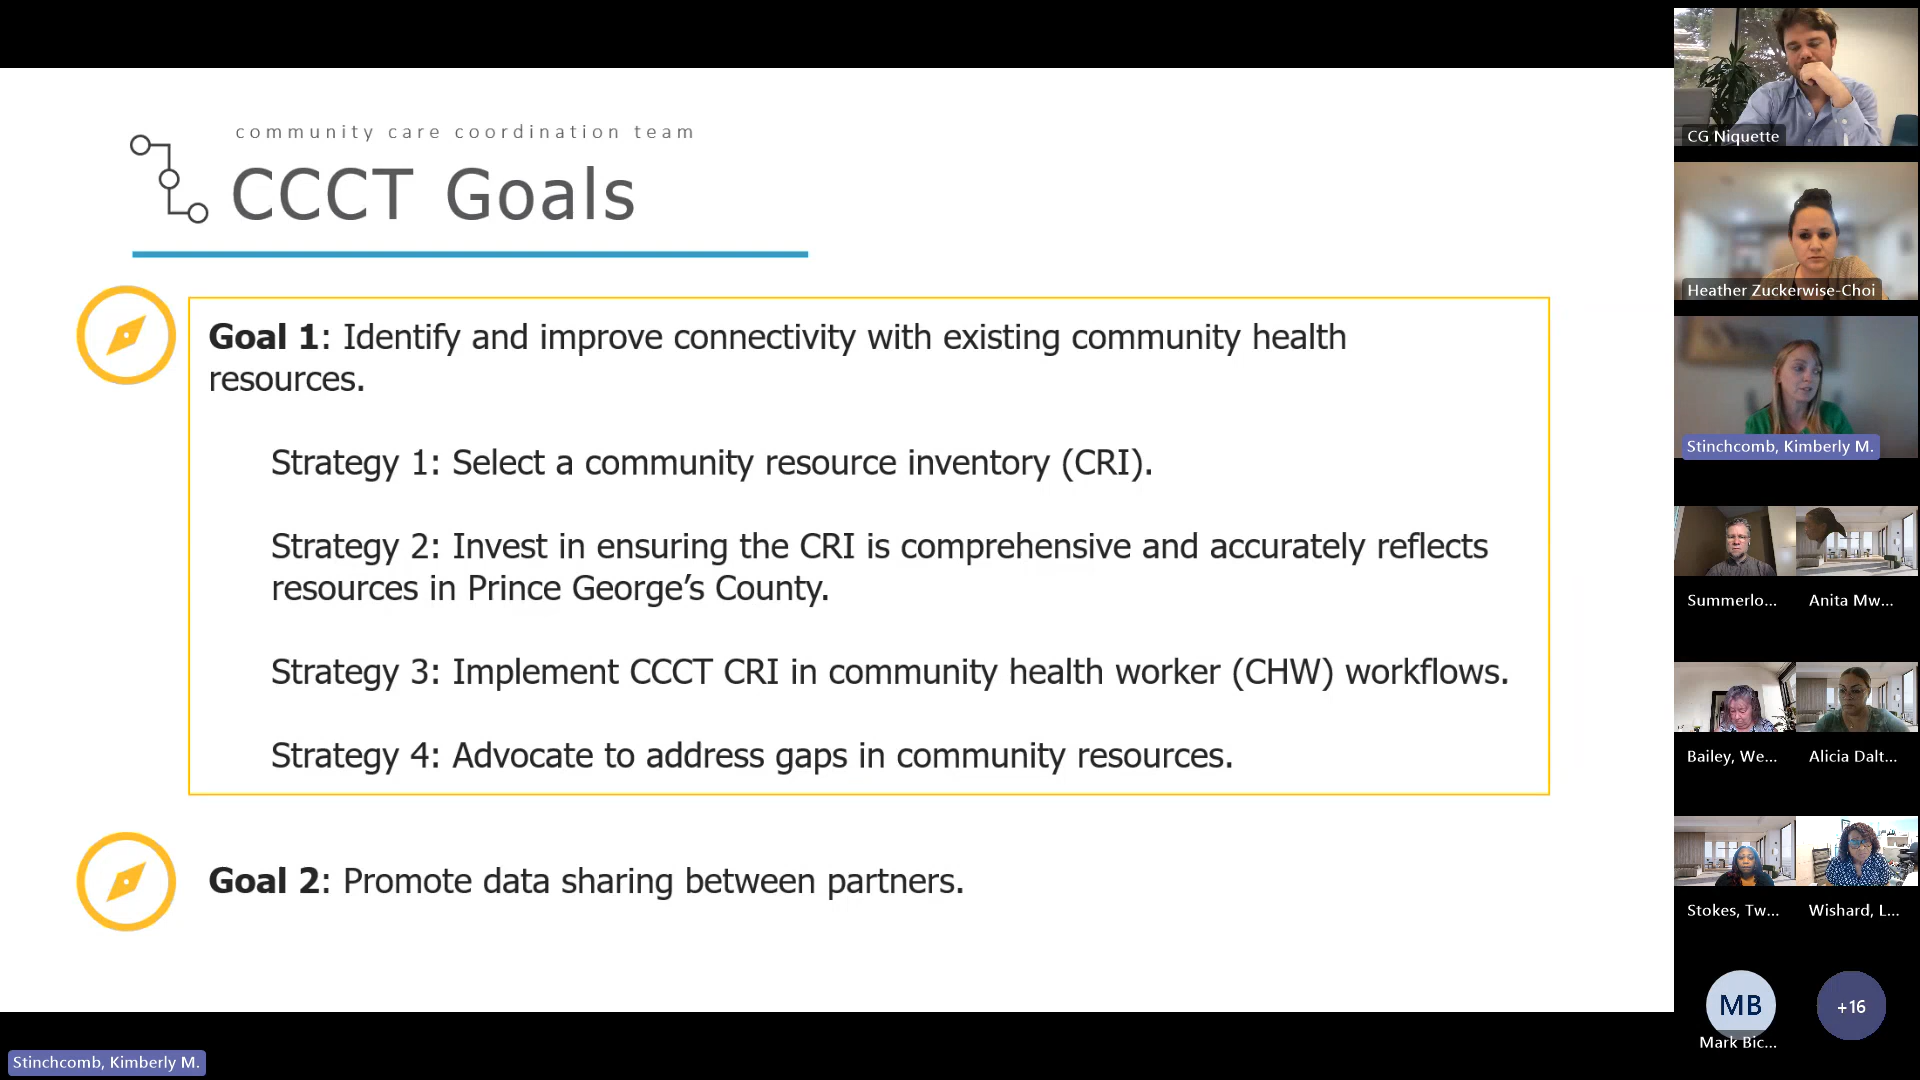 community care coordination team
CCCT Goals
Goal 1: Identify and improve connectivity with existing community health
resources.
Strategy 1: Select a community resource inventory (CRI).
Strategy 2: Invest in ensuring the CRI is comprehensive and accurately reflects
resources in Prince George’s County.
Strategy 3: Implement CCCT CRI in community health worker (CHW) workflows.
Strategy 4: Advocate to address gaps in community resources.
Goal 2: Promote data sharing between partners.
Stinchcomb, Kimberly M.
CG Niquette
Heather Zuckerwise-Choi
Stinchcomb, Kimberly M.
Summerlo...
Anita Mw...
Bailey, We...
Alicia Dalt...
Stokes, Tw...
Wishard, L...
MB
+16
Mark Bic...